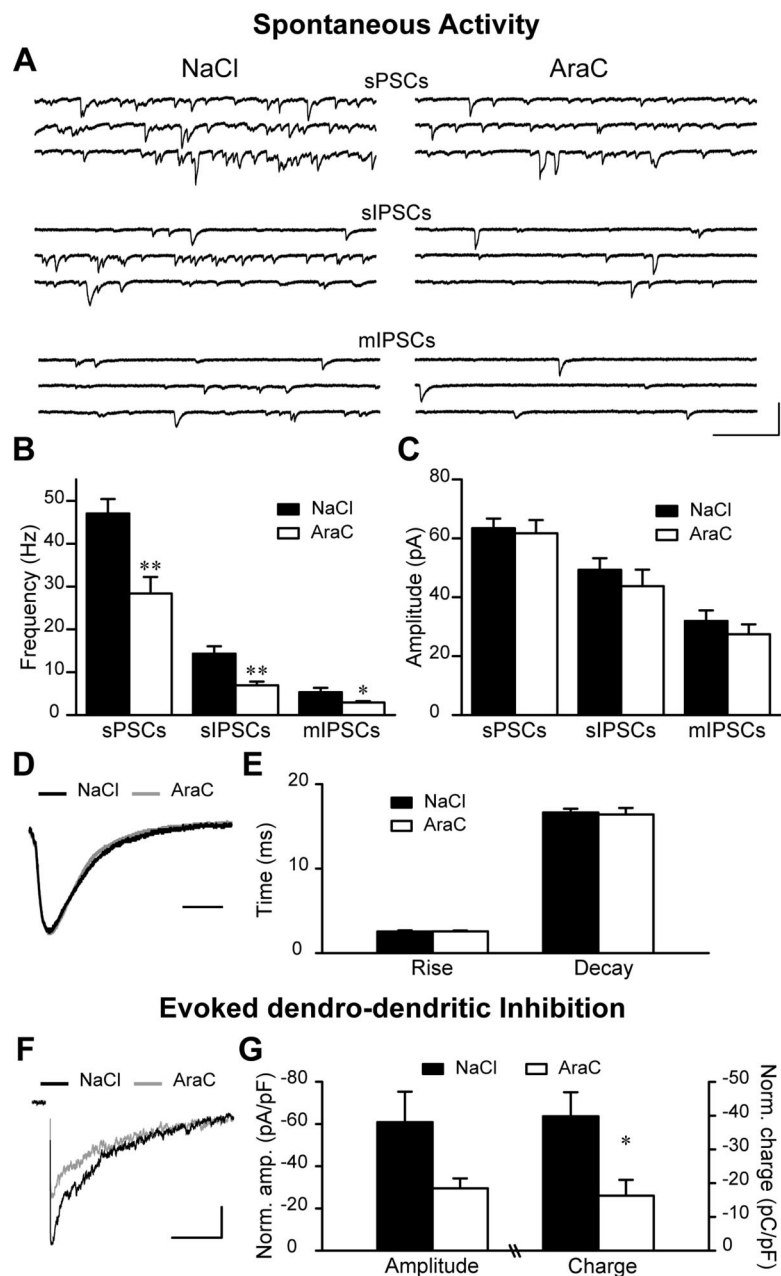 Spontaneous Activity
A
NaCl
AraC
sPSCs
sIPSCs
mIPSCs
B
Frequency (Hz)
50
40
30
20
10
0
NaCl
AraC
**
**
*
sPSCs
sIPSCs
mIPSCs
C
Amplitude (pA)
80
60
40
20
0
NaCl
AraC
sPSCs
sIPSCs
mIPSCs
D
NaCl
AraC
E
Time (ms)
20
10
0
NaCl
AraC
Rise
Decay
Evoked dendro-dendritic Inhibition
F
NaCl
AraC
G
Norm. amp. (pA/pF)
-80
-60
-40
-20
0
NaCl
AraC
*
Amplitude
Charge
-50
-40
-30
-20
-10
0
Norm. charge (pC/pF)